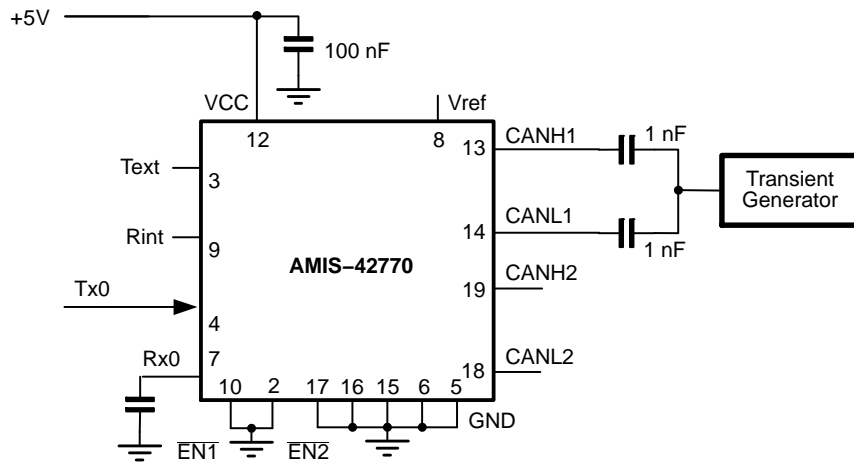 +5V
100 nF
VCC
Vref
12
8
13
CANH1
1 nF
Text
3
Transient
Generator
14
CANL1
1 nF
Rint
9
AMIS−42770
19
CANH2
Tx0
4
Rx0
7
18
CANL2
10
2
17
16
15
6
5
GND
EN1
EN2